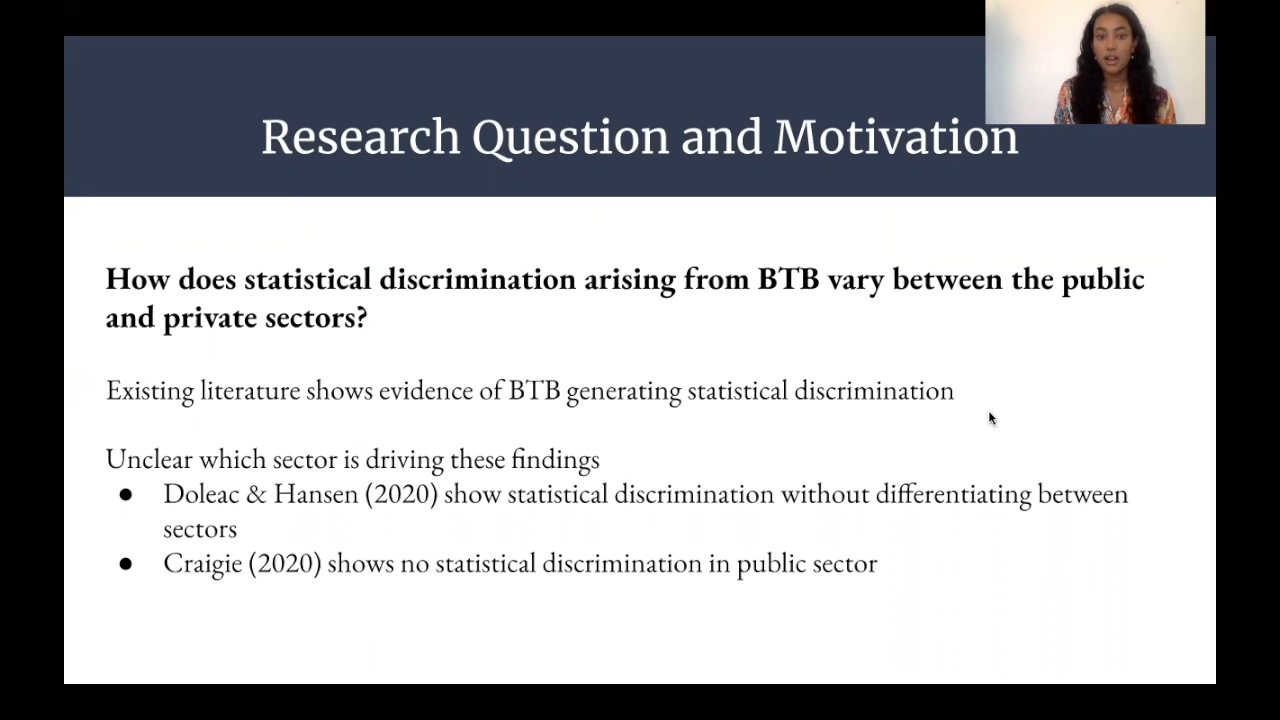 Research Question and Motivation
How does statistical discrimination arising from BTB vary between the public
and private sectors?
Existing literature shows evidence of BTB generating statistical discrimination
Unclear which sector is driving these findings
● Doleac & Hansen (2020) show statistical discrimination without differentiating between
sectors
● Craigie (2020) shows no statistical discrimination in public sector